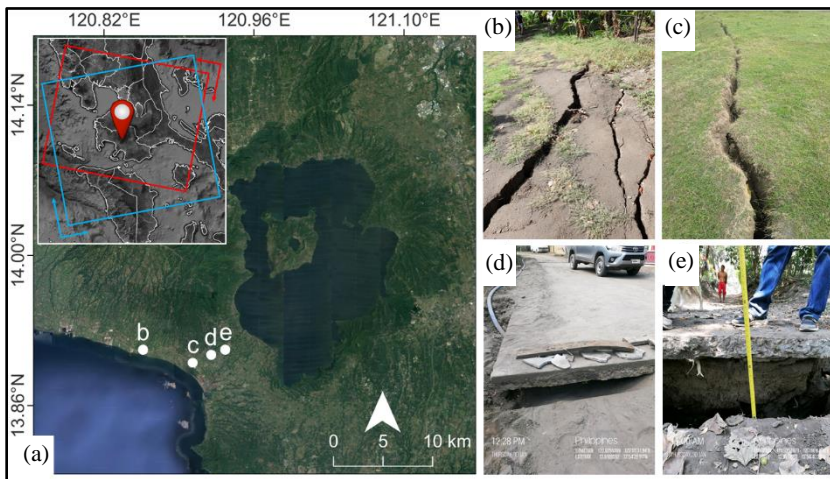 120.82°E 120.96°E 121.10°E
14.14°N
14.00°N
13.86°N
b
c
d
e
0 5 10 km
(a)
(b)
(c)
(d)
12:28 PM
Philippines
(e)
Philippines